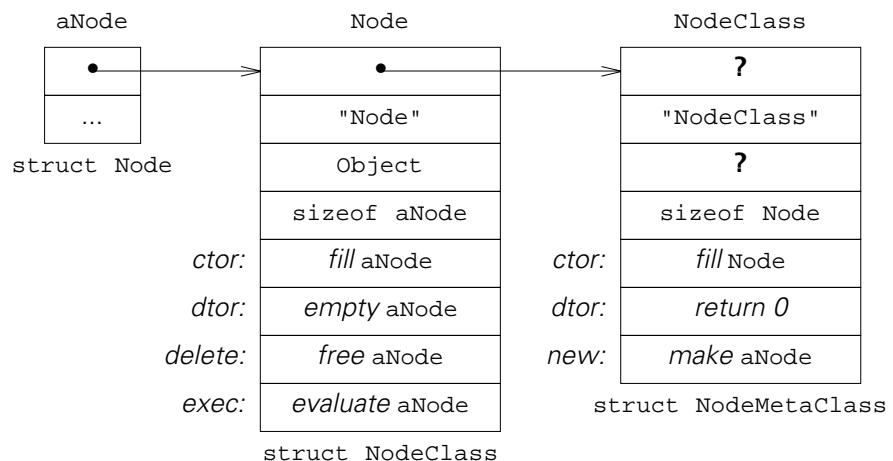 aNode Node NodeClass
?
... "Node" "NodeClass"
struct Node Object ?
sizeof aNode sizeof Node
ctor: fill aNode ctor: fill Node
dtor: empty aNode dtor: return 0
delete: free aNode new: make aNode
exec: evaluate aNode struct NodeMetaClass
struct NodeClass